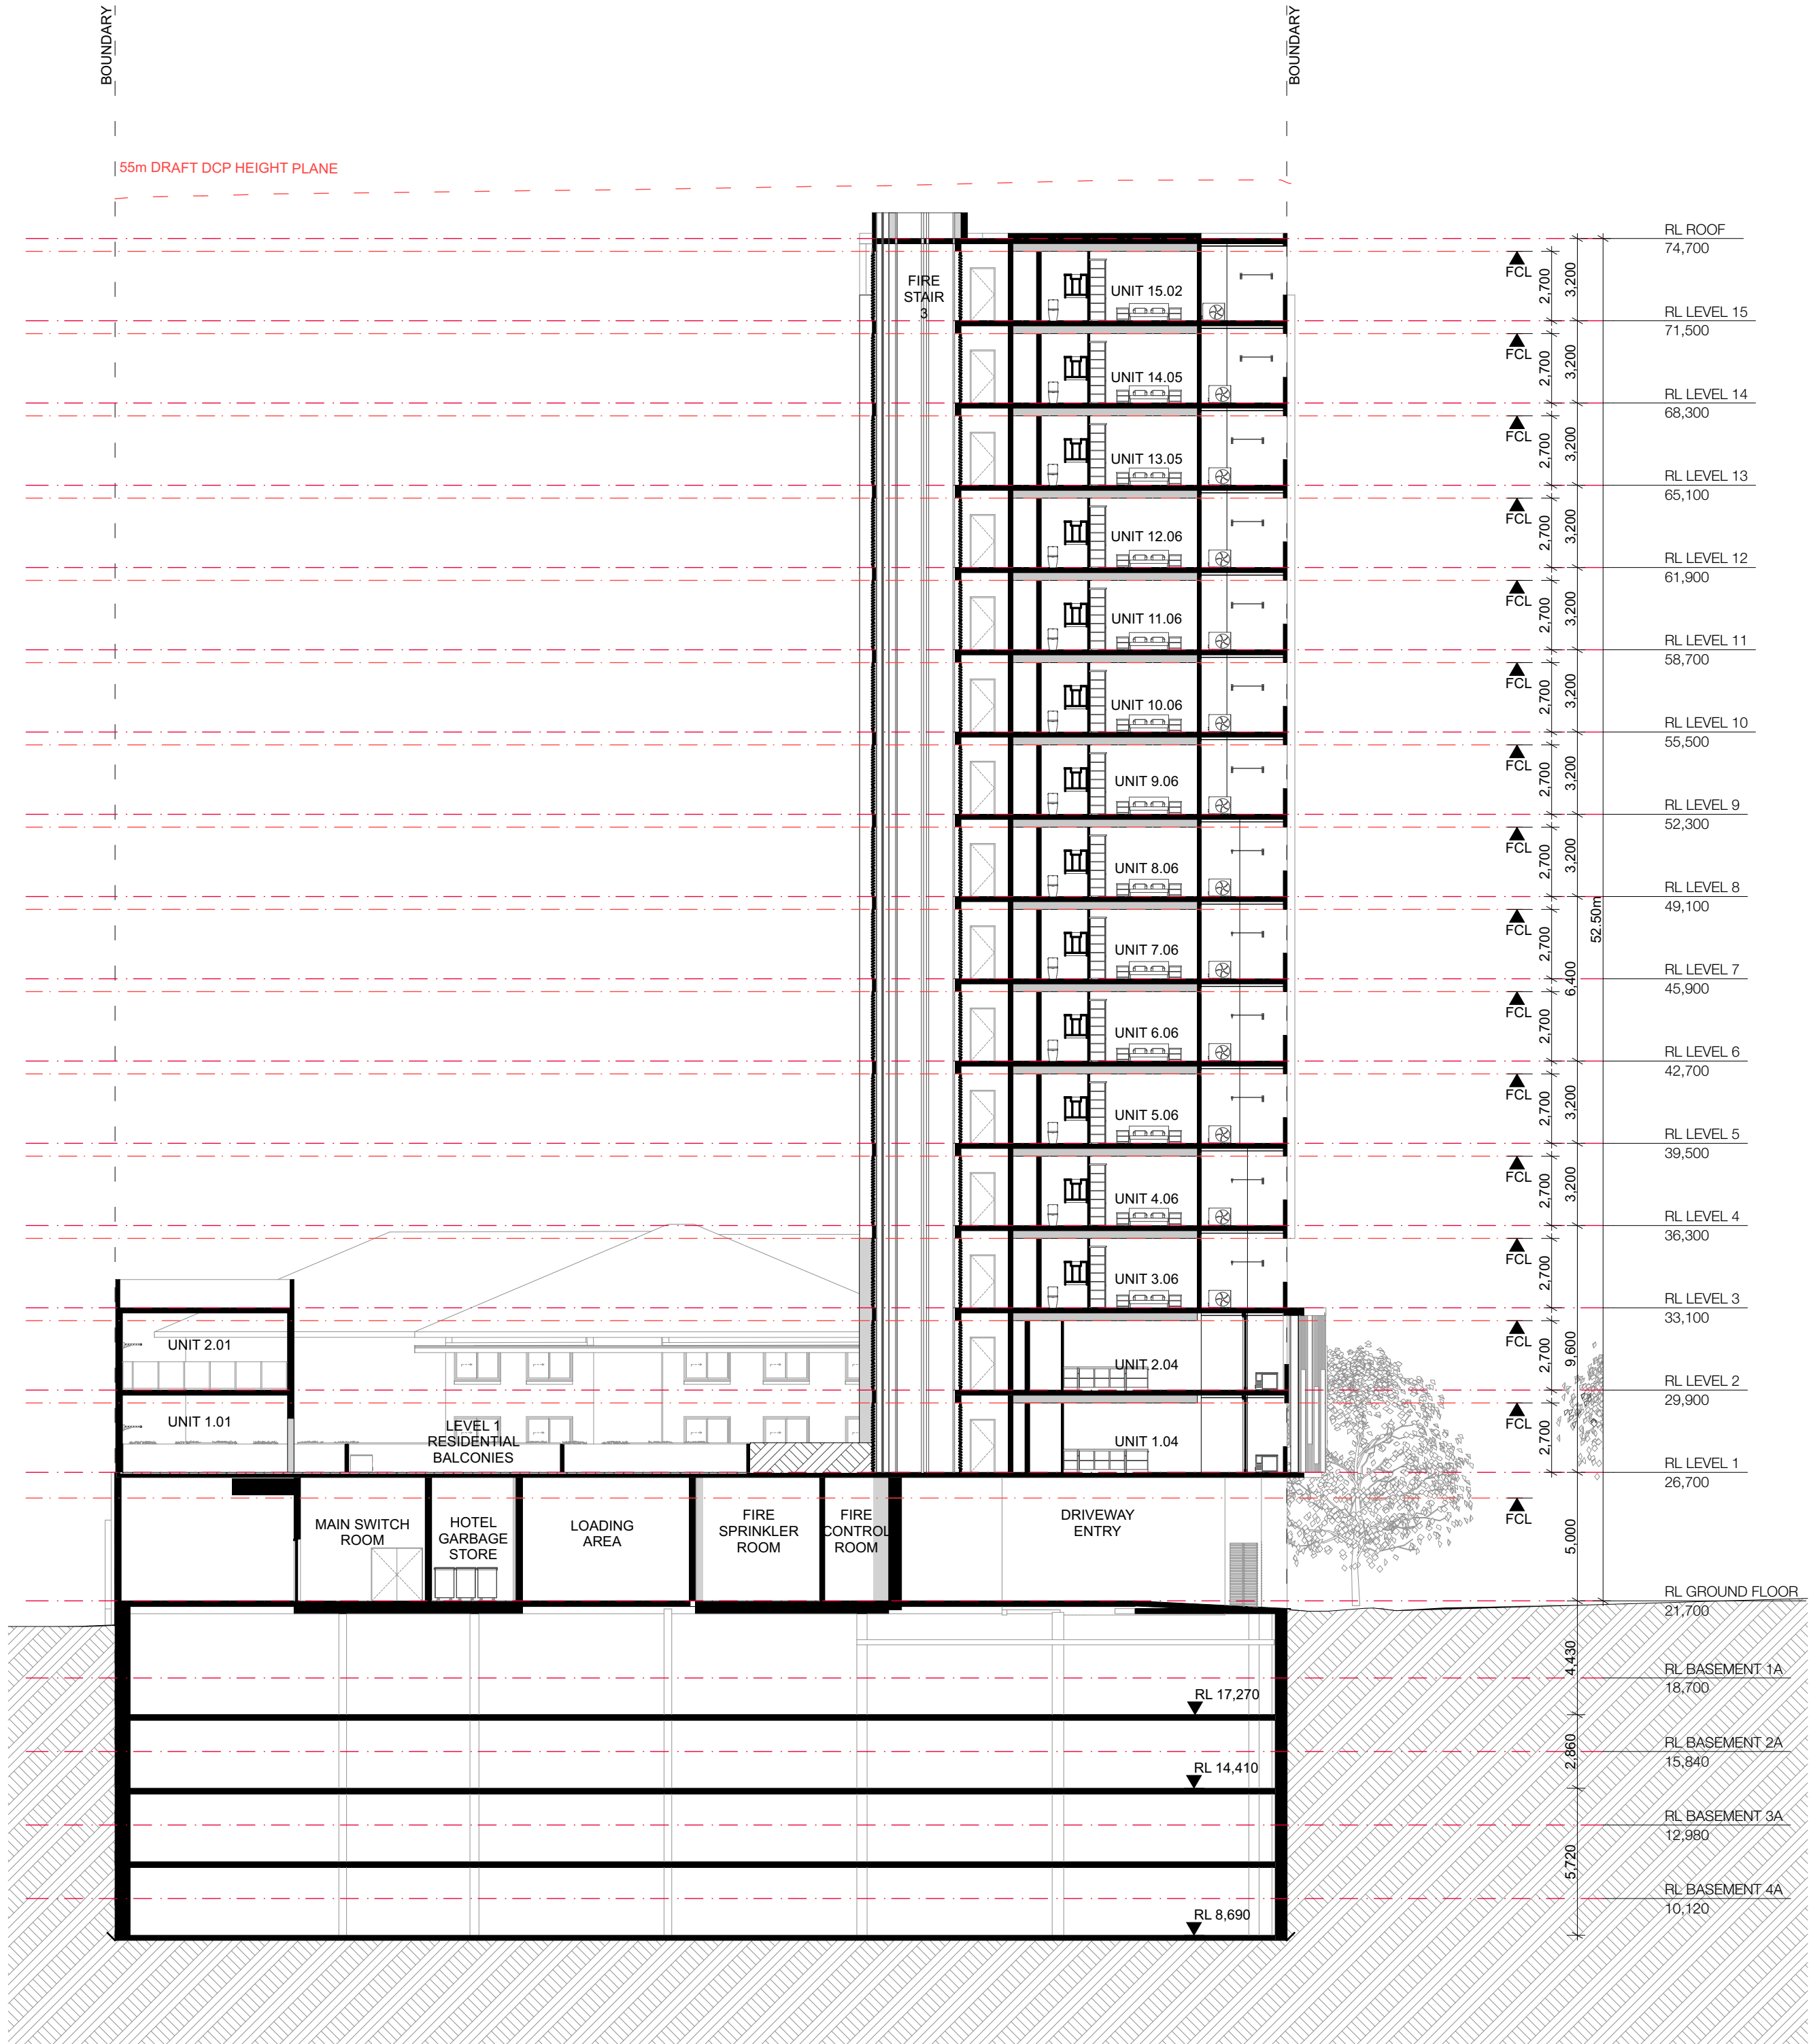 BOUNDARY
BOUNDARY
55m DRAFT DCP HEIGHT PLANE
RL ROOF
74,700
FCL
2,700
3,200
FIRE
STAIR
3
UNIT 15.02
RL LEVEL 15
71,500
FCL
2,700
3,200
UNIT 14.05
RL LEVEL 14
68,300
FCL
2,700
3,200
UNIT 13.05
RL LEVEL 13
65,100
FCL
2,700
3,200
UNIT 12.06
RL LEVEL 12
61,900
FCL
2,700
3,200
UNIT 11.06
RL LEVEL 11
58,700
FCL
2,700
3,200
UNIT 10.06
RL LEVEL 10
55,500
FCL
2,700
3,200
UNIT 9.06
RL LEVEL 9
52,300
FCL
2,700
3,200
UNIT 8.06
RL LEVEL 8
49,100
52.50m
FCL
2,700
UNIT 7.06
6,400
RL LEVEL 7
45,900
FCL
2,700
UNIT 6.06
RL LEVEL 6
42,700
FCL
2,700
3,200
UNIT 5.06
RL LEVEL 5
39,500
FCL
2,700
3,200
UNIT 4.06
RL LEVEL 4
36,300
FCL
2,700
UNIT 3.06
RL LEVEL 3
33,100
FCL
2,700
9,600
UNIT 2.01
UNIT 2.04
RL LEVEL 2
29,900
FCL
2,700
UNIT 1.01
LEVEL 1
RESIDENTIAL
BALCONIES
UNIT 1.04
RL LEVEL 1
26,700
FCL
5,000
MAIN SWITCH
ROOM
HOTEL
GARBAGE
STORE
LOADING
AREA
FIRE
SPRINKLER
ROOM
FIRE
CONTROL
ROOM
DRIVEWAY
ENTRY
RL GROUND FLOOR
21,700
4,430
RL BASEMENT 1A
18,700
RL 17,270
2,860
RL BASEMENT 2A
15,840
RL 14,410
RL BASEMENT 3A
12,980
5,720
RL BASEMENT 4A
10,120
RL 8,690